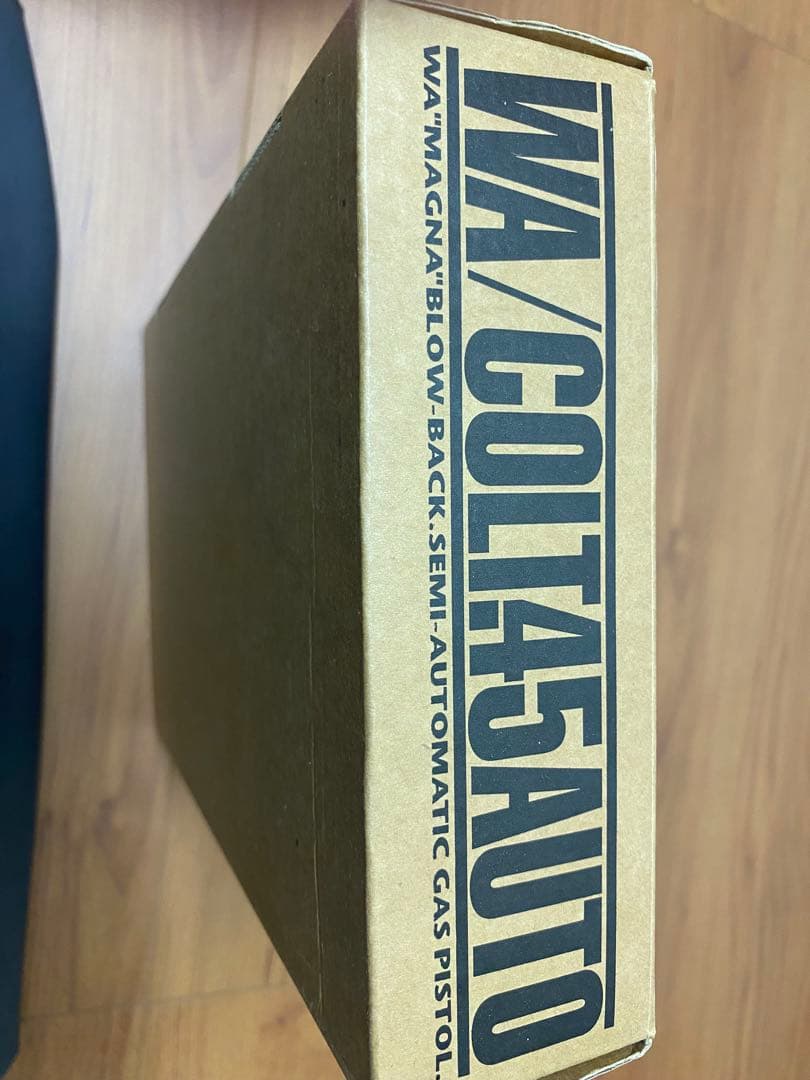 WA/COLT.45AUTO
WA"MAGNA"BLOW-BACK.SEMI-AUTOMATIC GAS PISTOL.